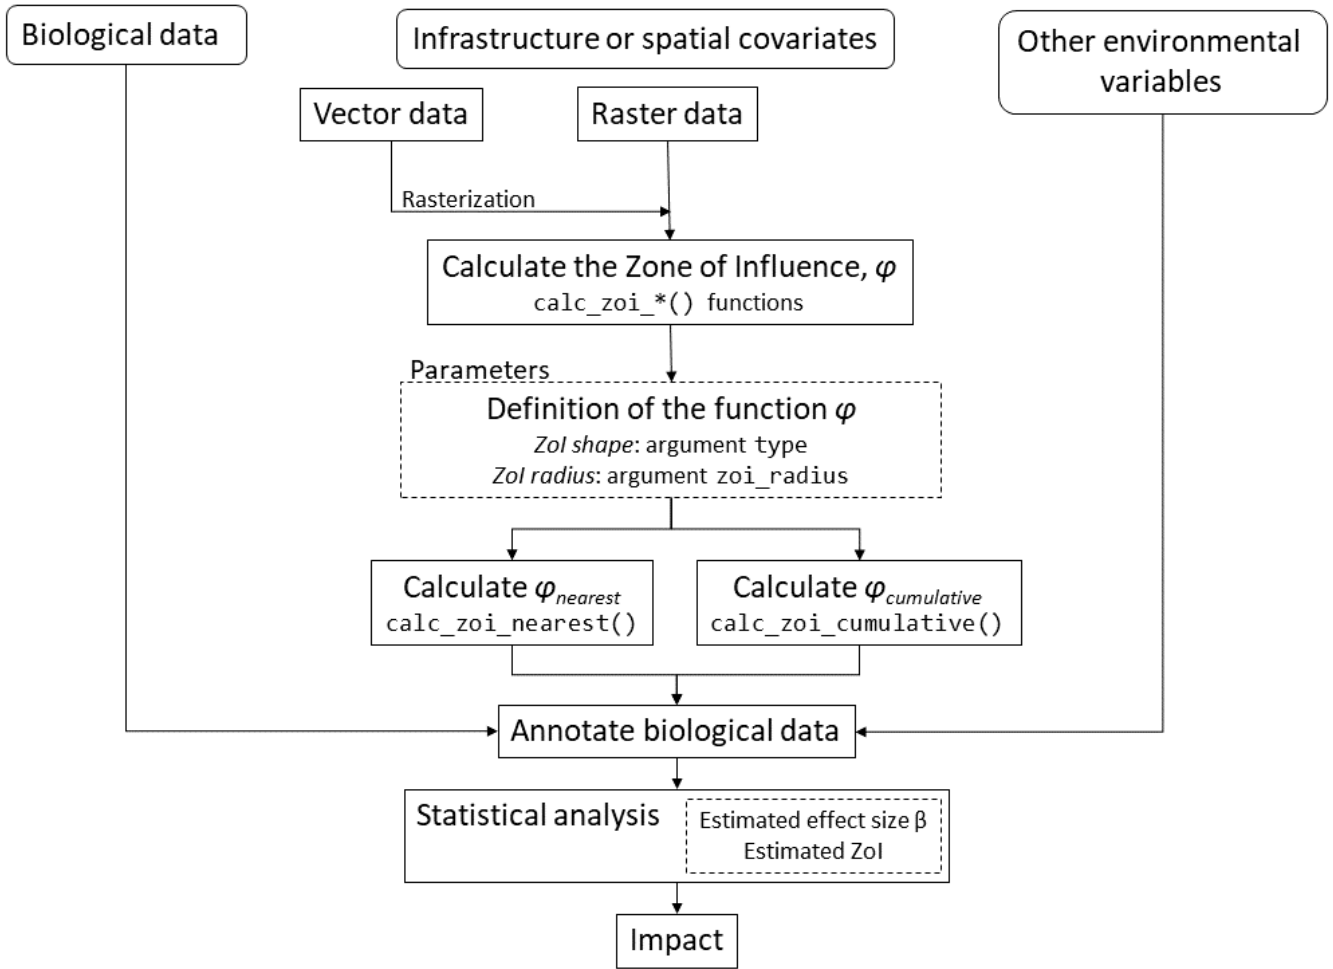 Biological data
Infrastructure or spatial covariates
Other environmental
variables
Vector data
Raster data
Rasterization
Calculate the Zone of Influence, φ
calc_zoi_*() functions
Parameters
Definition of the function φ
ZoI shape: argument type
ZoI radius: argument zoi_radius
Calculate φnearest
calc_zoi_nearest()
Calculate φcumulative
calc_zoi_cumulative()
Annotate biological data
Statistical analysis
Estimated effect size β
Estimated ZoI
Impact